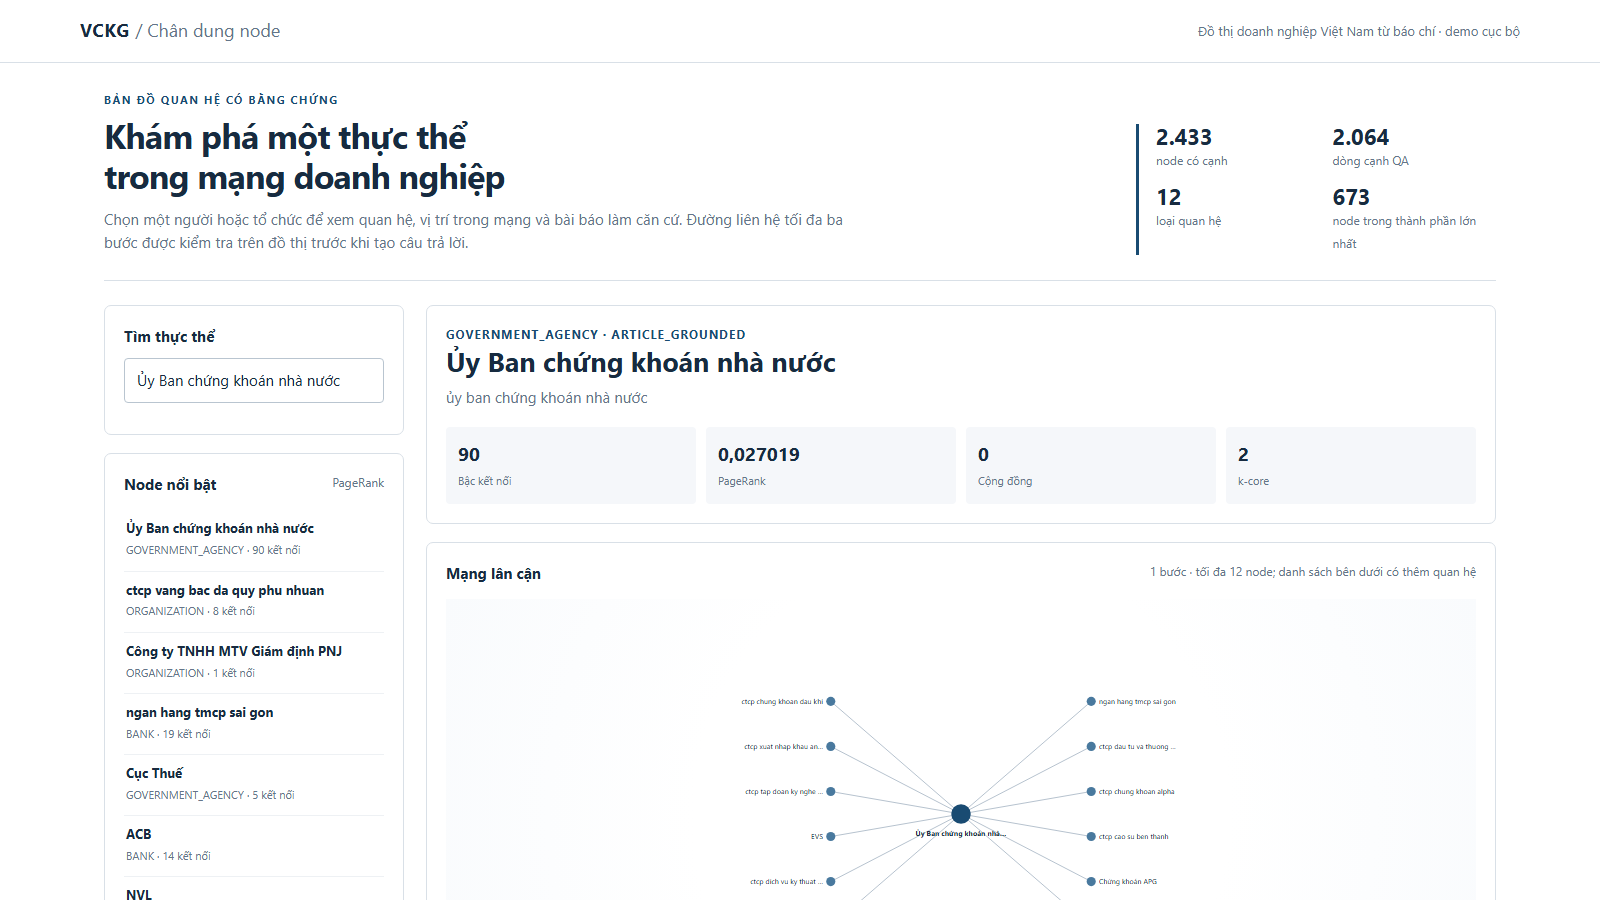 VCKG / Chân dung node
Đồ thị doanh nghiệp Việt Nam từ báo chí · demo cục bộ
BẢN ĐỒ QUAN HỆ CÓ BẰNG CHỨNG
Khám phá một thực thể
trong mạng doanh nghiệp
Chọn một người hoặc tổ chức để xem quan hệ, vị trí trong mạng và bài báo làm căn cứ. Đường liên hệ tối đa ba
bước được kiểm tra trên đồ thị trước khi tạo câu trả lời.
2.433
node có cạnh
2.064
dòng cạnh QA
12
loại quan hệ
673
node trong thành phần lớn
nhất
Tìm thực thể
Ủy Ban chứng khoán nhà nước
Node nổi bật
PageRank
Ủy Ban chứng khoán nhà nước
GOVERNMENT_AGENCY · 90 kết nối
ctcp vang bac da quy phu nhuan
ORGANIZATION · 8 kết nối
Công ty TNHH MTV Giám định PNJ
ORGANIZATION · 1 kết nối
ngan hang tmcp sai gon
BANK · 19 kết nối
Cục Thuế
GOVERNMENT_AGENCY · 5 kết nối
ACB
BANK · 14 kết nối
NVL
GOVERNMENT_AGENCY · ARTICLE_GROUNDED
Ủy Ban chứng khoán nhà nước
ủy ban chứng khoán nhà nước
90
Bậc kết nối
0,027019
PageRank
0
Cộng đồng
2
k-core
Mạng lân cận
1 bước · tối đa 12 node; danh sách bên dưới có thêm quan hệ
ctcp chung khoan dau khi
ngan hang tmcp sai gon
ctcp xuat nhap khau an...
ctcp dau tu va thuong ...
ctcp tap doan ky nghe ...
ctcp chung khoan alpha
EVS
Ủy Ban chứng khoán nhà...
ctcp cao su ben thanh
ctcp dich vu ky thuat ...
Chứng khoán APG